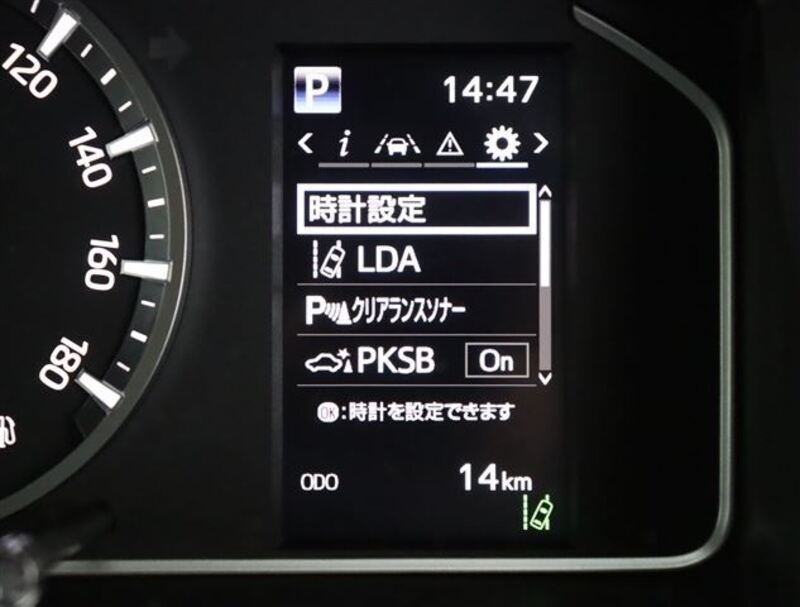 120
140
160
180
P 14:47
i
時計設定
LDA
P クリアランスソナー
PKSB On
OK:時計を設定できます
ODO 14km